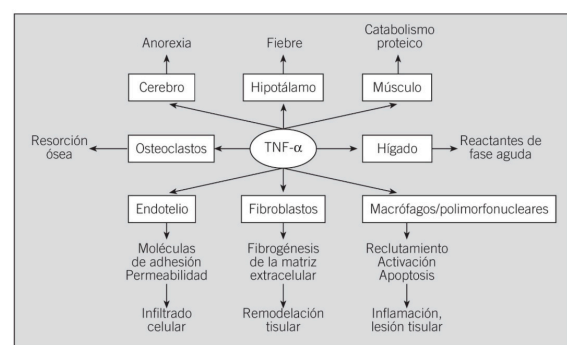 Anorexia
Fiebre
Catabolismo
proteico
Cerebro
Hipotálamo
Músculo
Resorción
ósea
Osteoclastos
TNF-α
Hígado
Reactantes de
fase aguda
Endotelio
Fibroblastos
Macrófagos/polimorfonucleares
Moléculas
de adhesión
Permeabilidad
Fibrogénesis
de la matriz
extracelular
Reclutamiento
Activación
Apoptosis
Infiltrado
celular
Remodelación
tisular
Inflamación,
lesión tisular